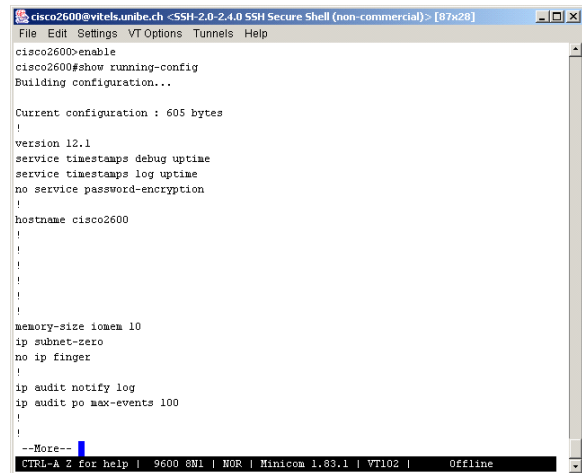 cisco2600@vitels.unibe.ch <SSH-2.0-2.4.0 SSH Secure Shell (non-commercial)> [87x28]
File Edit Settings VT Options Tunnels Help
cisco2600>enable
cisco2600#show running-config
Building configuration...
Current configuration : 605 bytes
!
version 12.1
service timestamps debug uptime
service timestamps log uptime
no service password-encryption
!
hostname cisco2600
!
!
!
!
!
!
memory-size iomem 10
ip subnet-zero
no ip finger
!
ip audit notify log
ip audit po max-events 100
!
!
--More--
CTRL-A Z for help | 9600 8N1 | NOR | Minicom 1.83.1 | VT102 | Offline